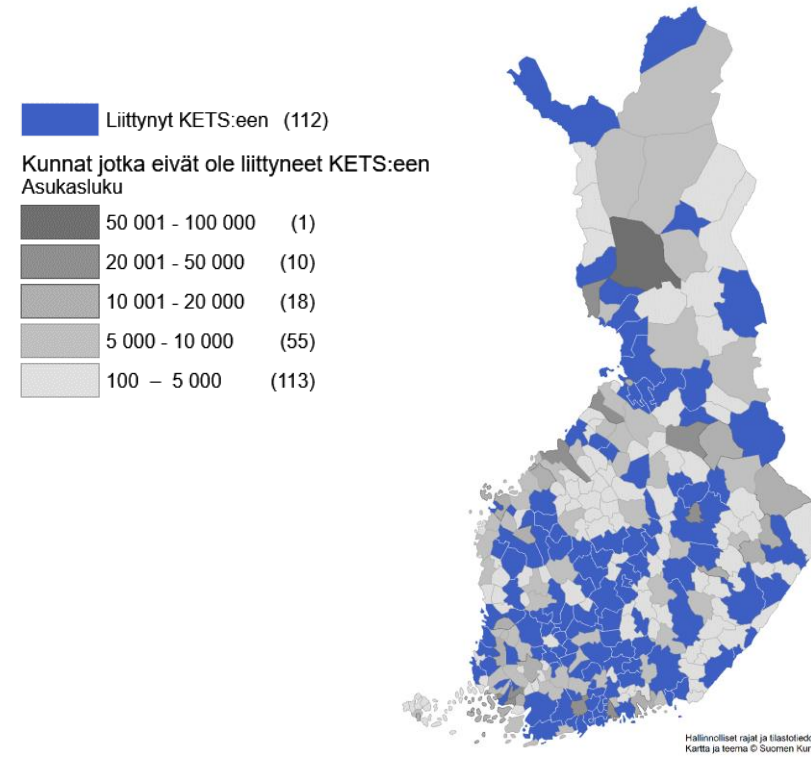 Liittynyt KETS:een (112)
Kunnat jotka eivät ole liittyneet KETS:een
Asukasluku
50 001 - 100 000 (1)
20 001 - 50 000 (10)
10 001 - 20 000 (18)
5 000 - 10 000 (55)
100 – 5 000 (113)
Hallinnolliset rajat ja tilastotiedo
Kartta ja teema © Suomen Kun